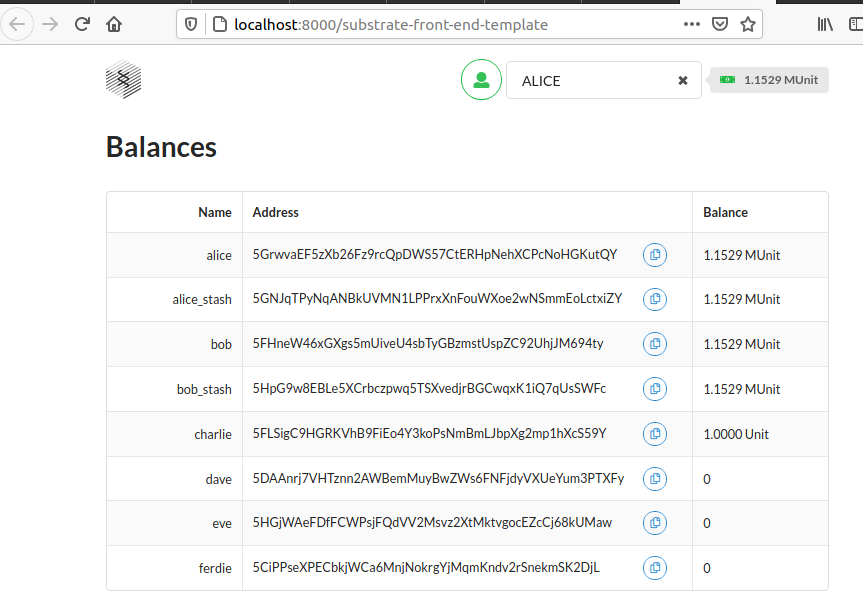 localhost:8000/substrate-front-end-template
ALICE
1.1529 MUnit
Balances
Name Address Balance
alice 5GrwvaEF5zXb26Fz9rcQpDWS57CtERHpNehXCPcNoHGKutQY 1.1529 MUnit
alice_stash 5GNJqTPyNqANBkUVMN1LPPrxXnFouWXoe2wNSmmEoLctxiZY 1.1529 MUnit
bob 5FHneW46xGXgs5mUiveU4sbTyGBzmstUspZC92UhjJM694ty 1.1529 MUnit
bob_stash 5HpG9w8EBLe5XCrbczpwq5TSXvedjrBGCwqxK1iQ7qUsSWFc 1.1529 MUnit
charlie 5FLSigC9HGRKVhB9FiEo4Y3koPsNmBmLJbpXg2mp1hXcS59Y 1.0000 Unit
dave 5DAAnrj7VHTznn2AWBemMuyBwZWs6FNFjdyVXUeYum3PTXFy 0
eve 5HGjWAeFDfFCWPsjFQdVV2Msvz2XtMktvgocEZcCj68kUMaw 0
ferdie 5CiPPseXPECbkjWCa6MnjNokrgYjMqmKndv2rSnekmSK2DjL 0